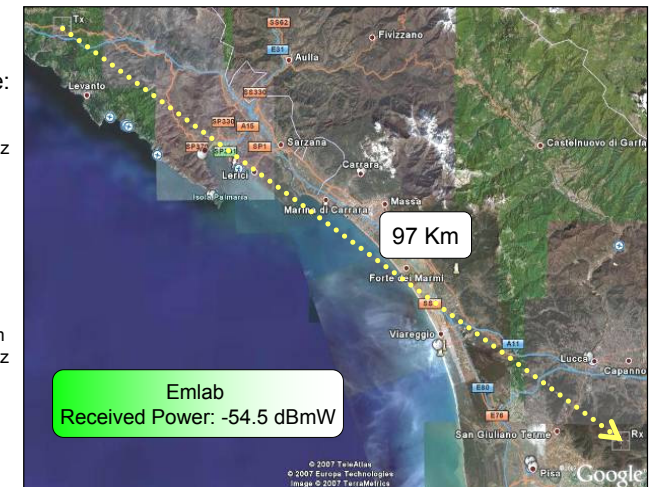 Tx
SS62
Fivizzano
E31
Aulla
e:
Levanto
SS330
SP330
A15
z
SP370
SP1
Sarzana
Castelnuovo di Garfa
Lerici
Carrara
Isola Palmaria
Marina di Carrara
Massa
97 Km
Forte dei Marmi
SS
n
z
Viareggio
A11
Lucca
Capanno
Emlab
Received Power: -54.5 dBmW
E80
E76
San Giuliano Terme
Rx
© 2007 TeleAtlas
© 2007 Europa Technologies
Image © 2007 TerraMetrics
Pisa
Google